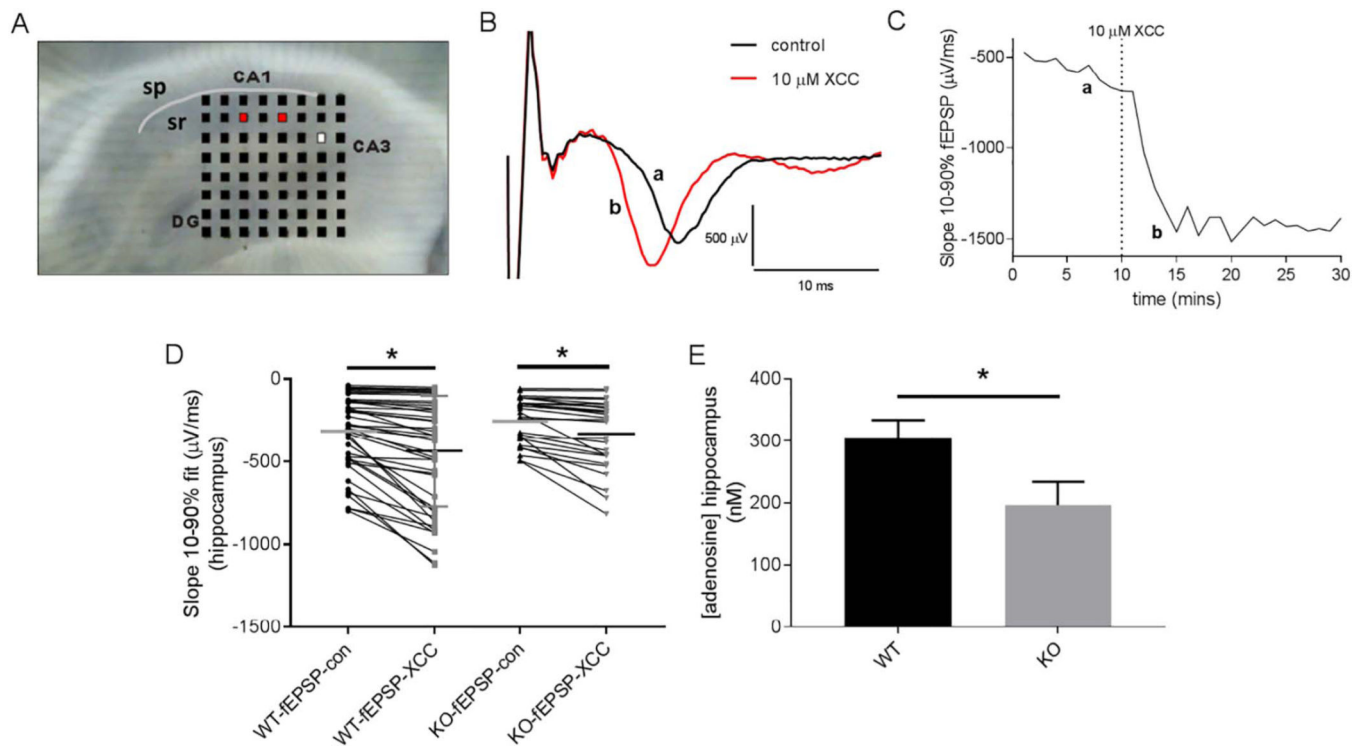 A
sp
CA1
sr
CA3
DG
B
control
10 μM XCC
a
b
500 μV
10 ms
C
10 μM XCC
Slope 10-90% fEPSP (μV/ms)
-500
-1000
-1500
a
b
0
5
10
15
20
25
30
time (mins)
D
*
*
Slope 10-90% fit (μV/ms)
(hippocampus)
0
-500
-1000
-1500
WT-fEPSP-con
WT-fEPSP-XCC
KO-fEPSP-con
KO-fEPSP-XCC
E
*
[adenosine] hippocampus
(nM)
400
300
200
100
0
WT
KO